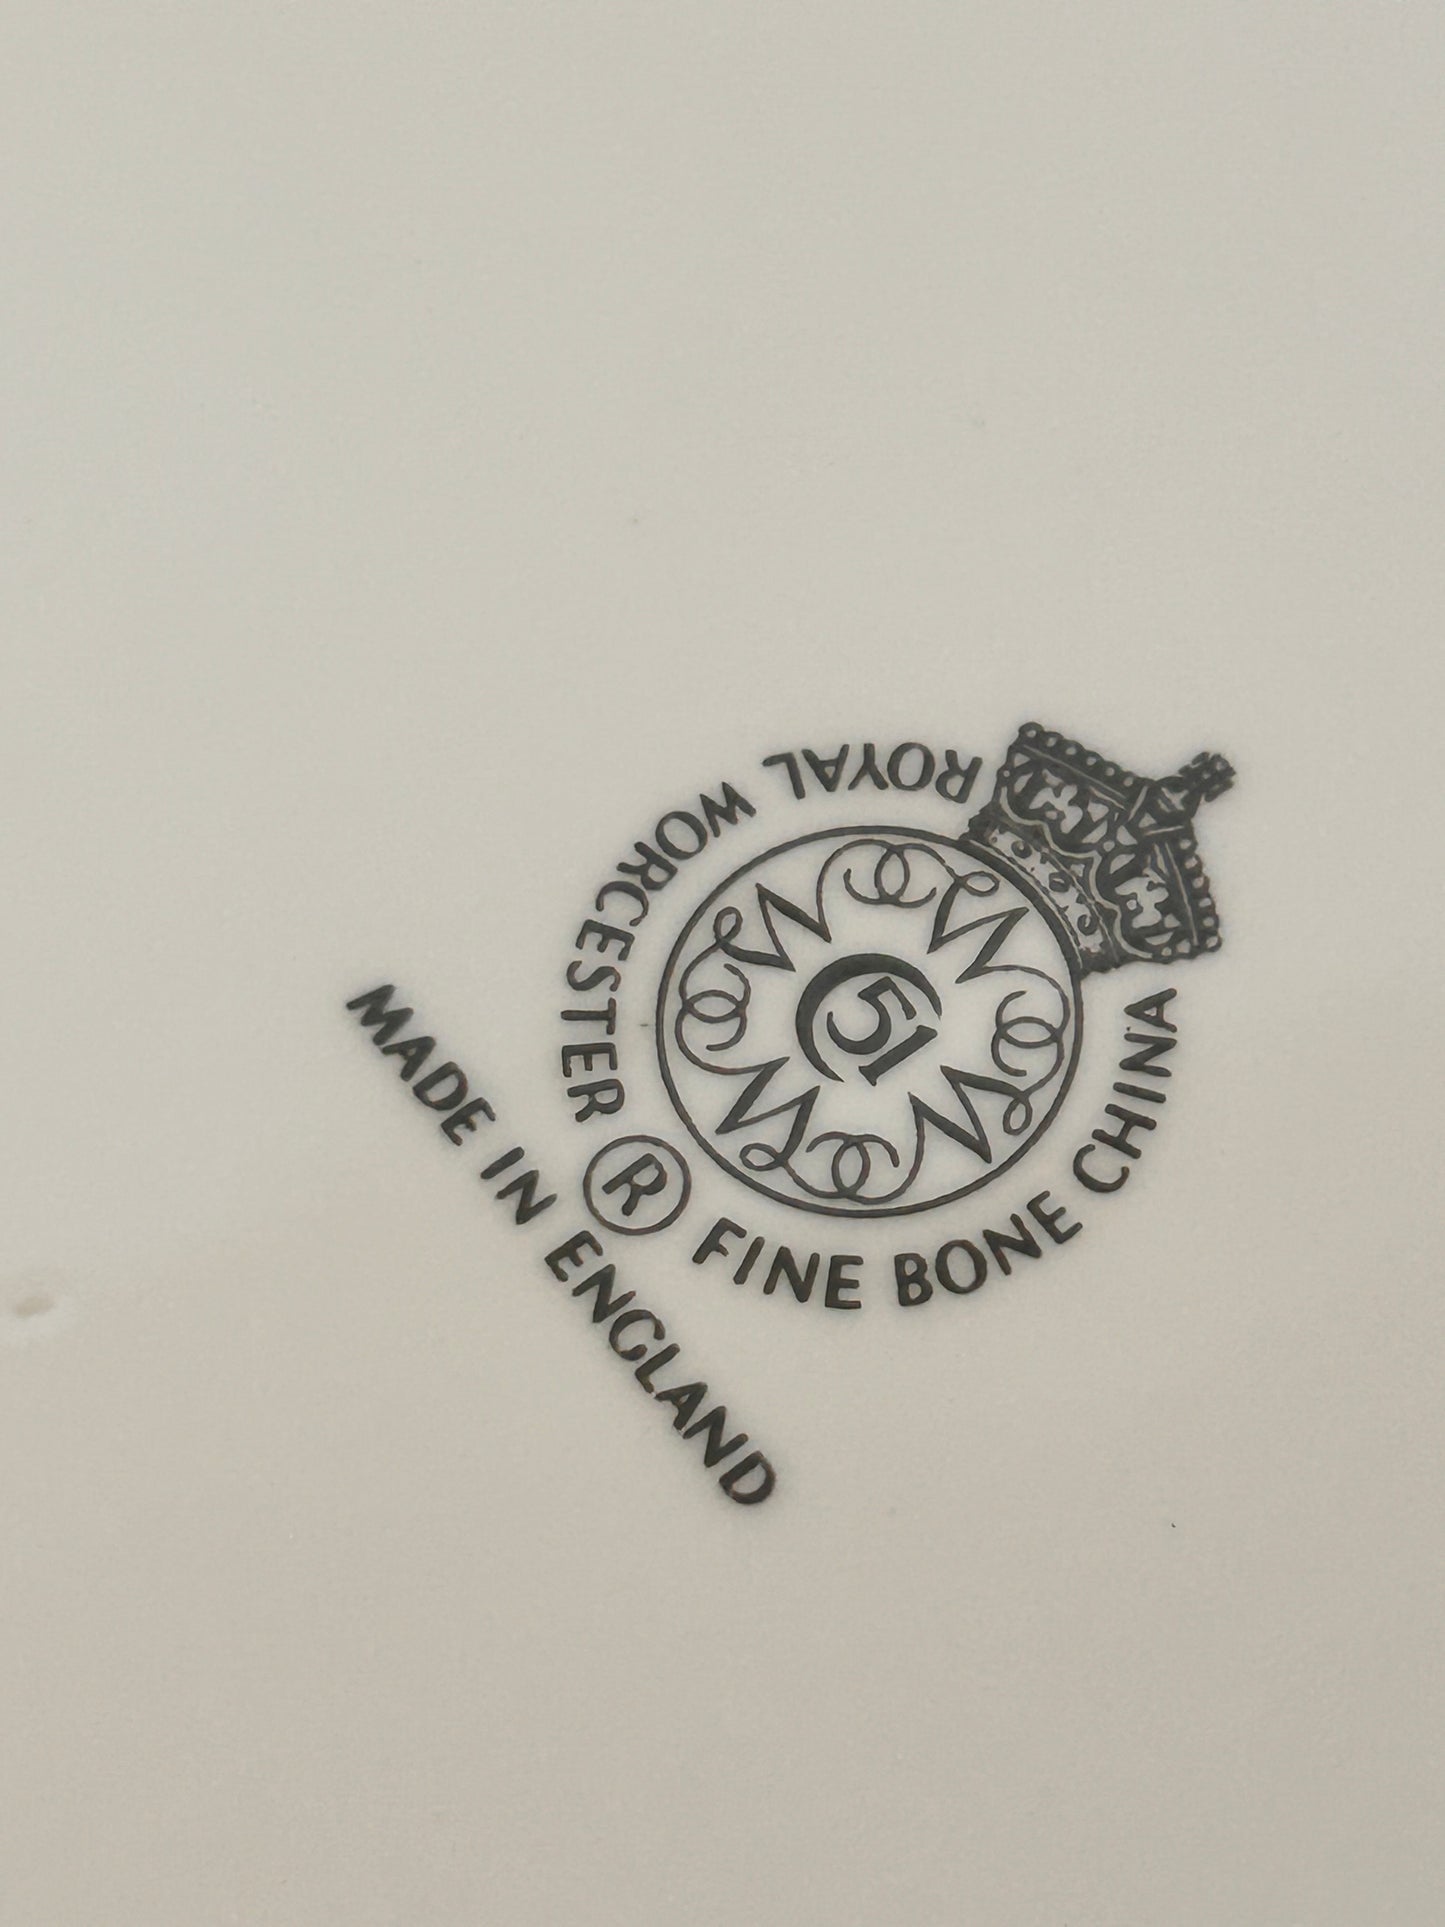 ROYAL WORCESTER ® FINE BONE CHINA
51
MADE IN ENGLAND